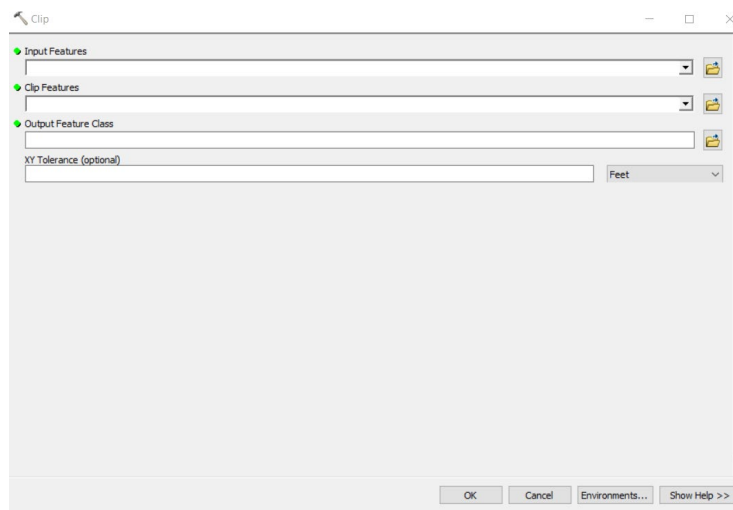 Clip
Input Features
Clip Features
Output Feature Class
XY Tolerance (optional)
Feet
OK Cancel Environments... Show Help >>